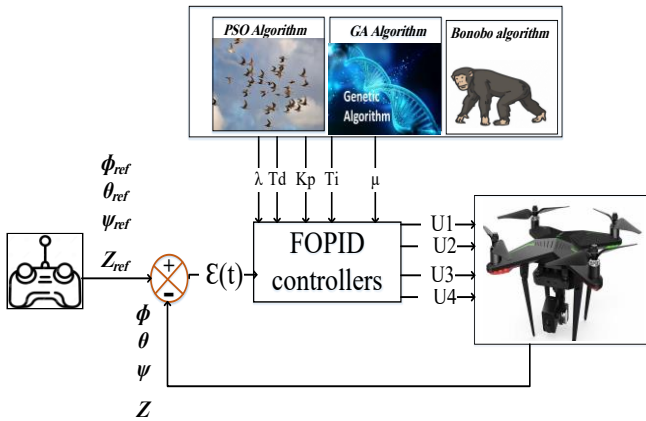 PSO Algorithm
GA Algorithm
Bonobo algorithm
Genetic
Algorithm
λ Td Kp Ti μ
ϕref
θref
ψref
Zref
+
-
Ɛ(t)
FOPID
controllers
U1
U2
U3
U4
ϕ
θ
ψ
Z